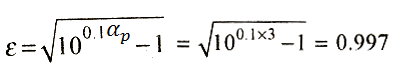 ε = √(10^{0.1α_p} − 1) = √(10^{0.1×3} − 1) = 0.997